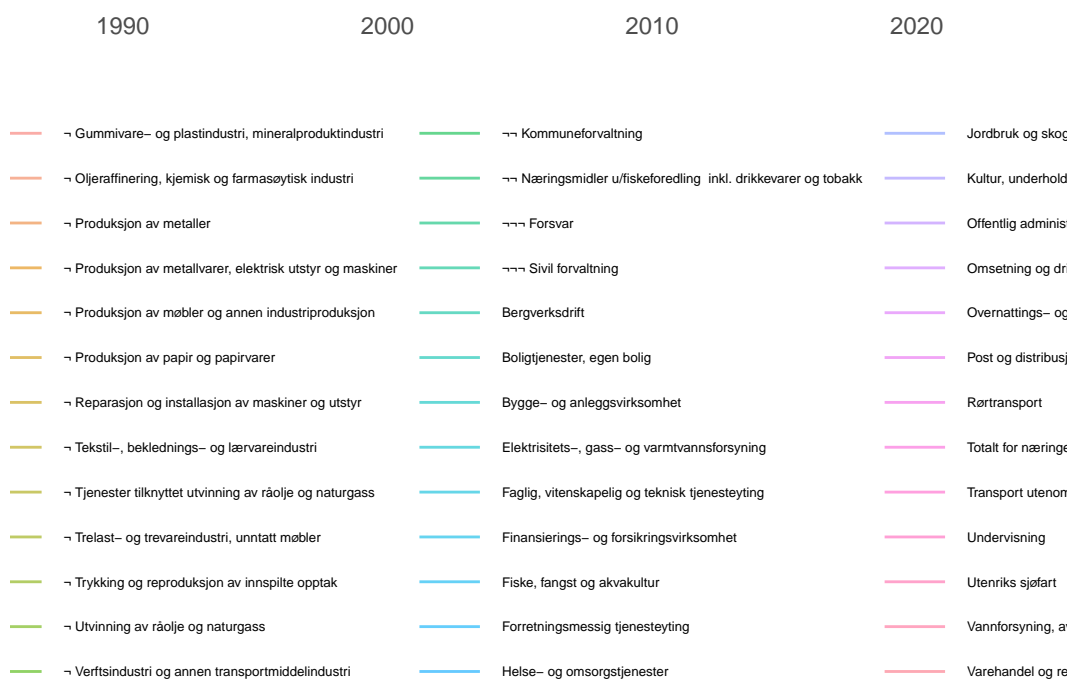 1990 2000 2010 2020
¬ Gummivare− og plastindustri, mineralproduktindustri
¬ Oljeraffinering, kjemisk og farmasøytisk industri
¬ Produksjon av metaller
¬ Produksjon av metallvarer, elektrisk utstyr og maskiner
¬ Produksjon av møbler og annen industriproduksjon
¬ Produksjon av papir og papirvarer
¬ Reparasjon og installasjon av maskiner og utstyr
¬ Tekstil−, beklednings− og lærvareindustri
¬ Tjenester tilknyttet utvinning av råolje og naturgass
¬ Trelast− og trevareindustri, unntatt møbler
¬ Trykking og reproduksjon av innspilte opptak
¬ Utvinning av råolje og naturgass
¬ Verftsindustri og annen transportmiddelindustri
¬¬ Kommuneforvaltning
¬¬ Næringsmidler u/fiskeforedling inkl. drikkevarer og tobakk
¬¬¬ Forsvar
¬¬¬ Sivil forvaltning
Bergverksdrift
Boligtjenester, egen bolig
Bygge− og anleggsvirksomhet
Elektrisitets−, gass− og varmtvannsforsyning
Faglig, vitenskapelig og teknisk tjenesteyting
Finansierings− og forsikringsvirksomhet
Fiske, fangst og akvakultur
Forretningsmessig tjenesteyting
Helse− og omsorgstjenester
Jordbruk og skog
Kultur, underhold
Offentlig administ
Omsetning og dri
Overnattings− og
Post og distribusj
Rørtransport
Totalt for næringe
Transport utenom
Undervisning
Utenriks sjøfart
Vannforsyning, av
Varehandel og re